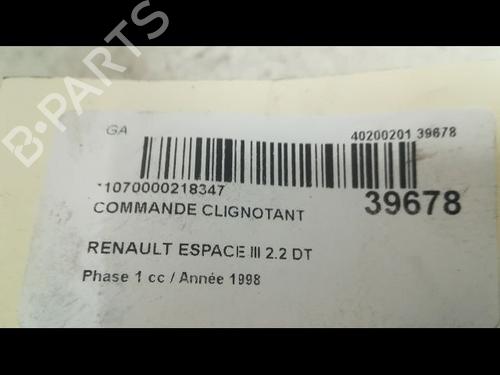 B-PARTS
GA
40200201 39678
*1070000218347
39678
COMMANDE CLIGNOTANT
RENAULT ESPACE III 2.2 DT
Phase 1 cc / Année 1998